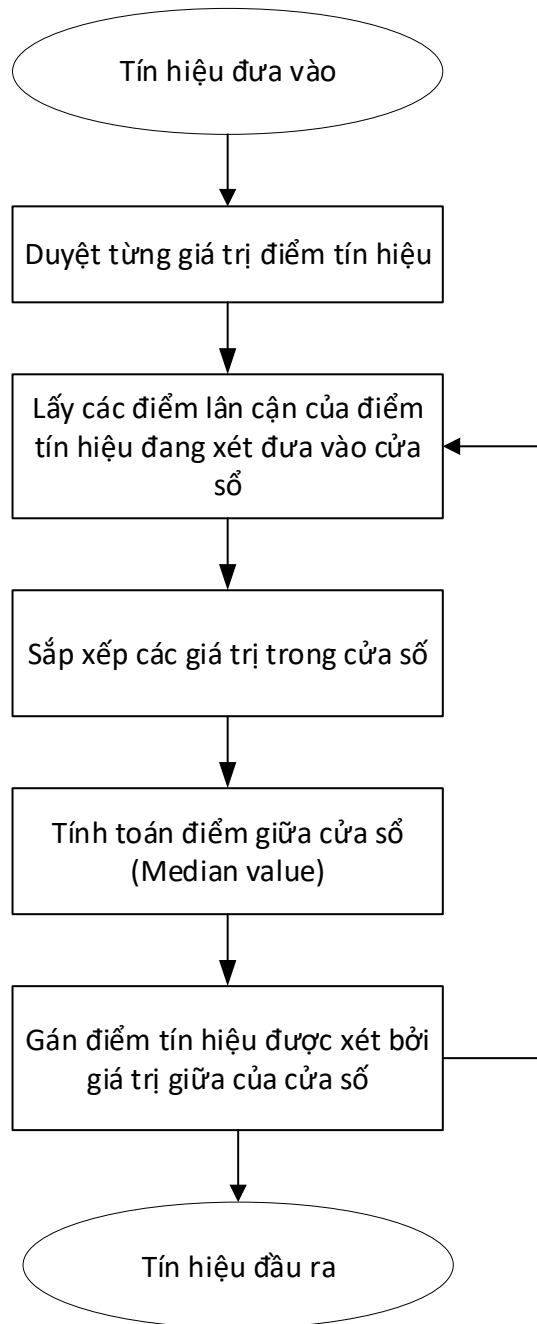 Tín hiệu đưa vào
Duyệt từng giá trị điểm tín hiệu
Lấy các điểm lân cận của điểm
tín hiệu đang xét đưa vào cửa
sổ
Sắp xếp các giá trị trong cửa số
Tính toán điểm giữa cửa sổ
(Median value)
Gán điểm tín hiệu được xét bởi
giá trị giữa của cửa số
Tín hiệu đầu ra